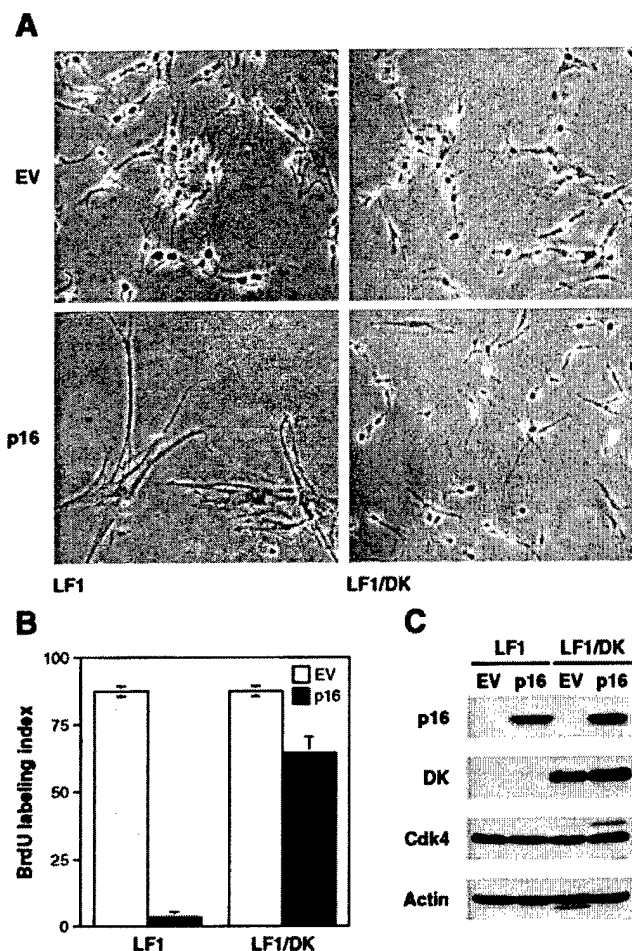 A
EV
p16
LF1 LF1/DK
B
100
75
50
25
0
BrdU labeling index
EV
p16
LF1 LF1/DK
C
LF1 LF1/DK
EV p16 EV p16
p16
DK
Cdk4
Actin